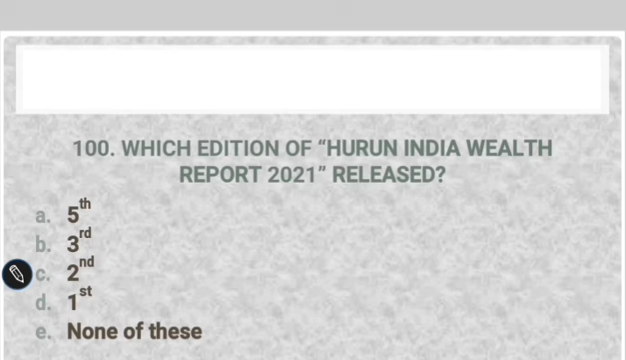 100. WHICH EDITION OF “HURUN INDIA WEALTH
REPORT 2021” RELEASED?
a. 5th
b. 3rd
c. 2nd
d. 1st
e. None of these